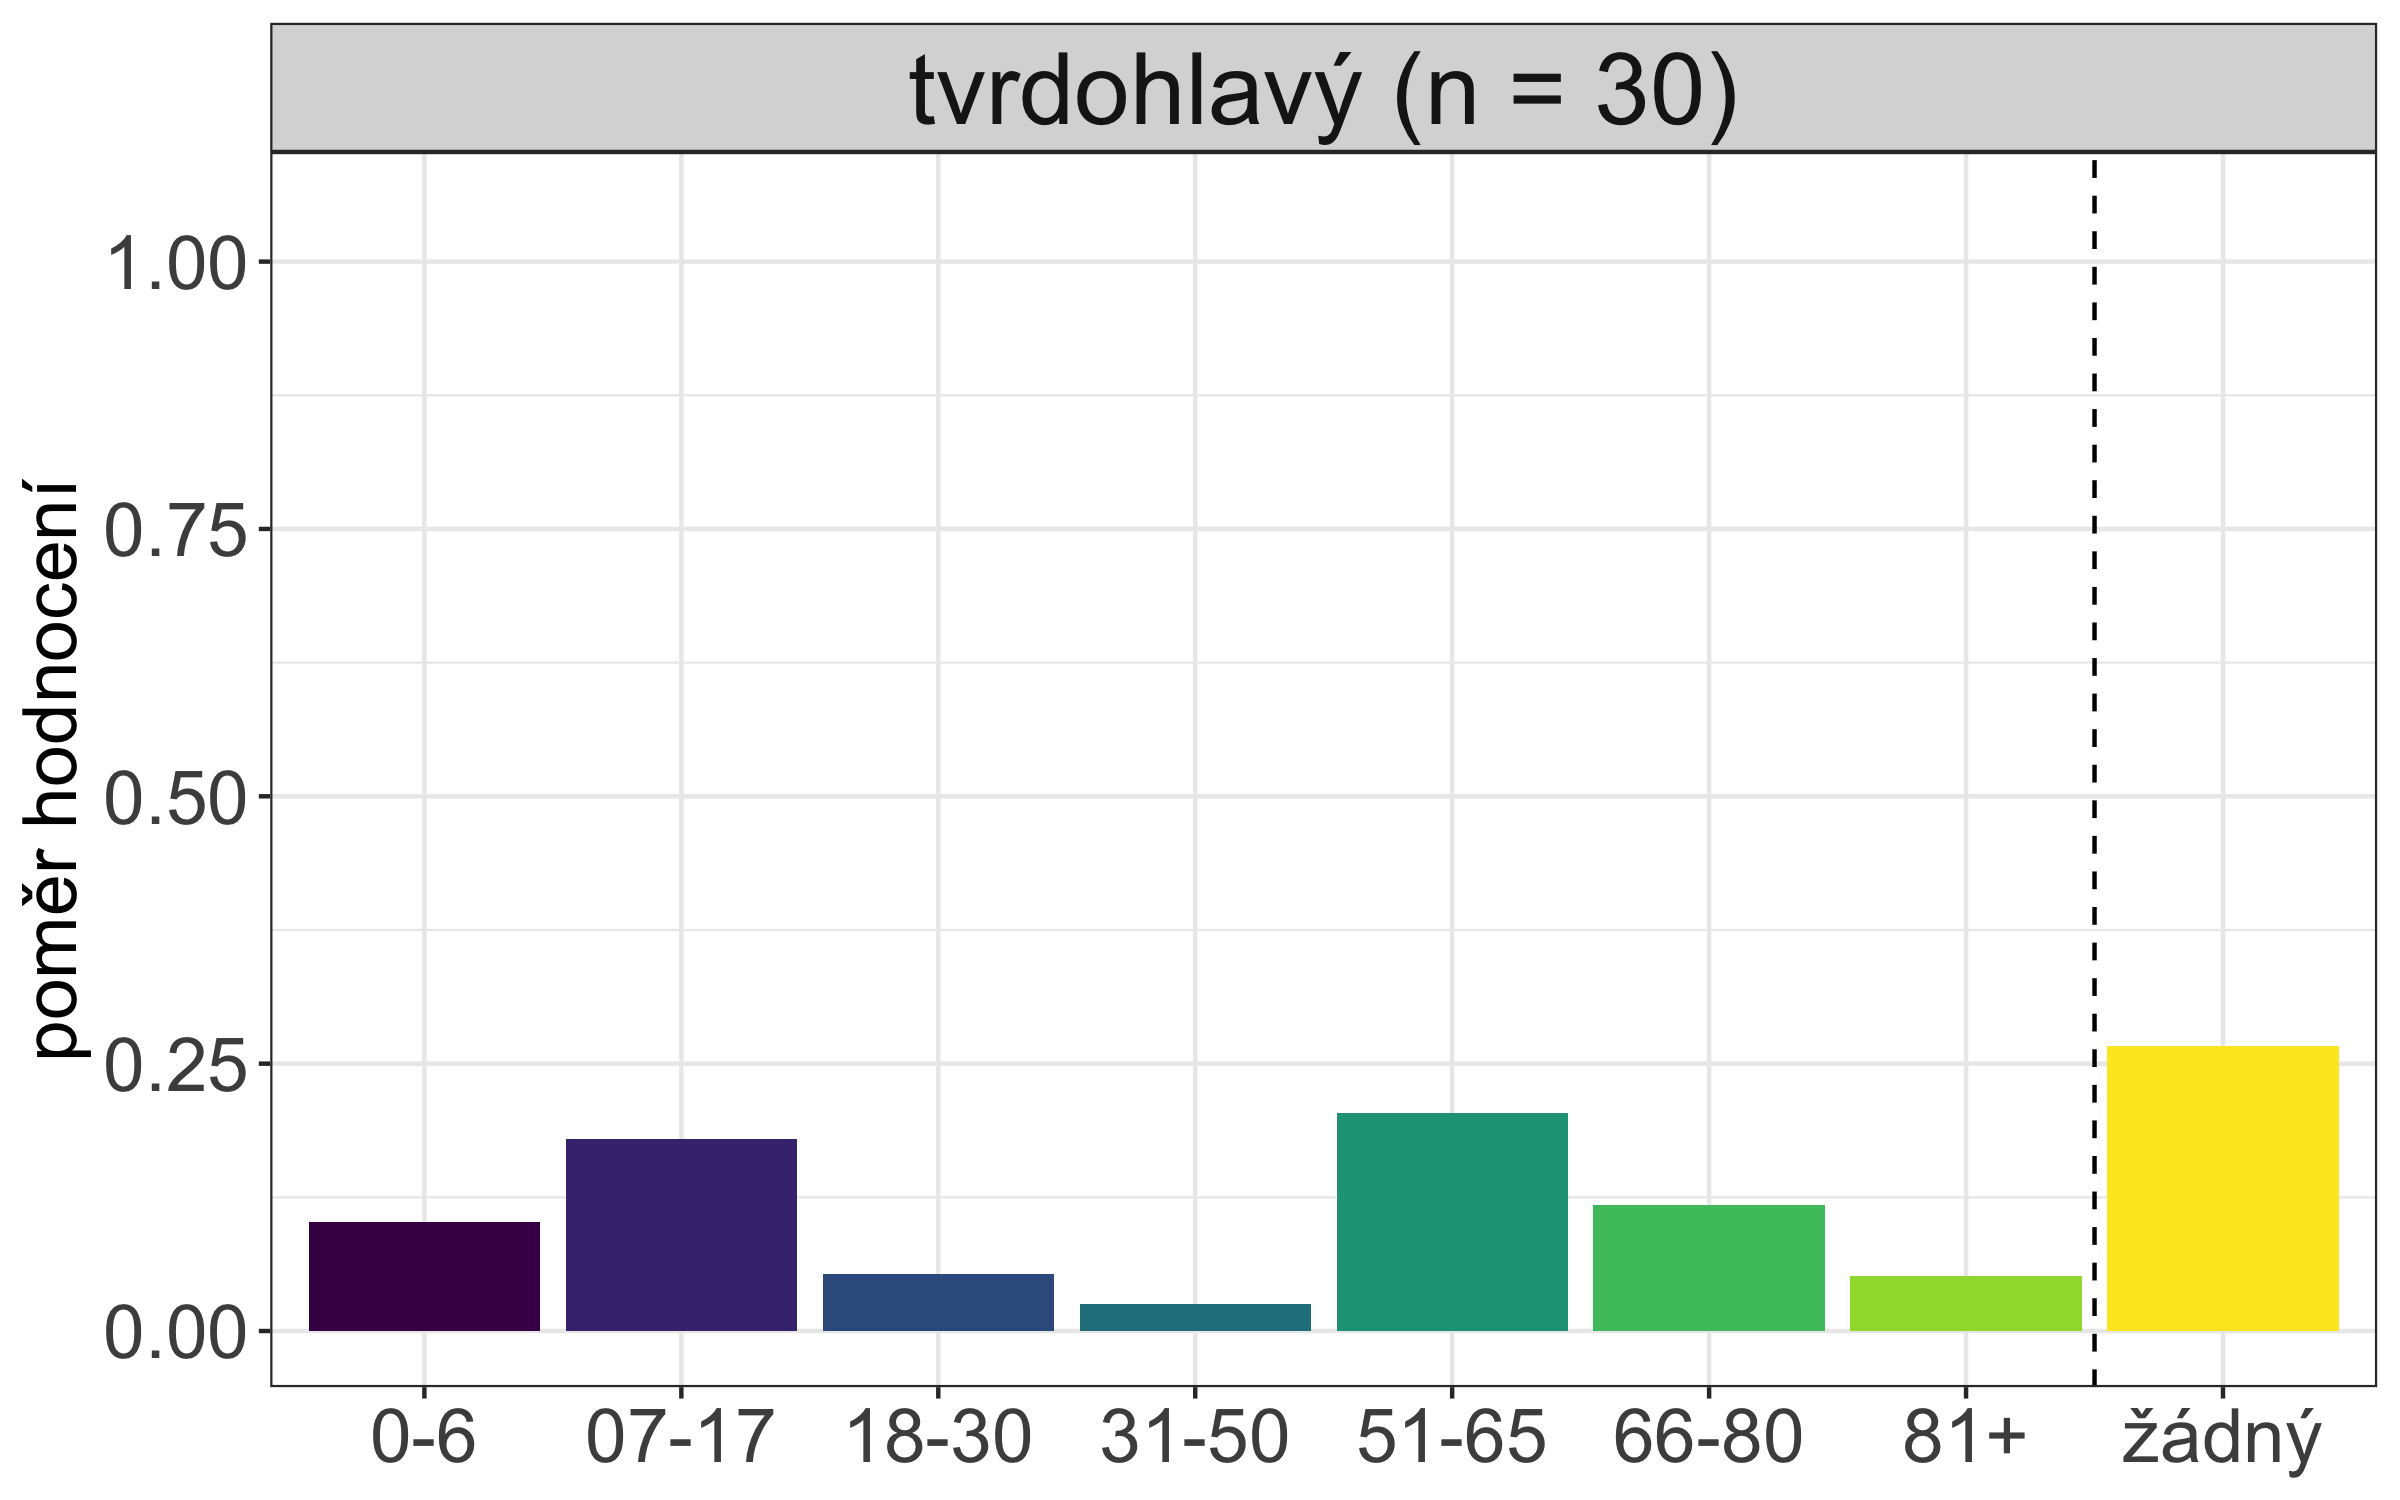 tvrdohlavý (n = 30)
poměr hodnocení
1.00
0.75
0.50
0.25
0.00
0-6 07-17 18-30 31-50 51-65 66-80 81+ žádný